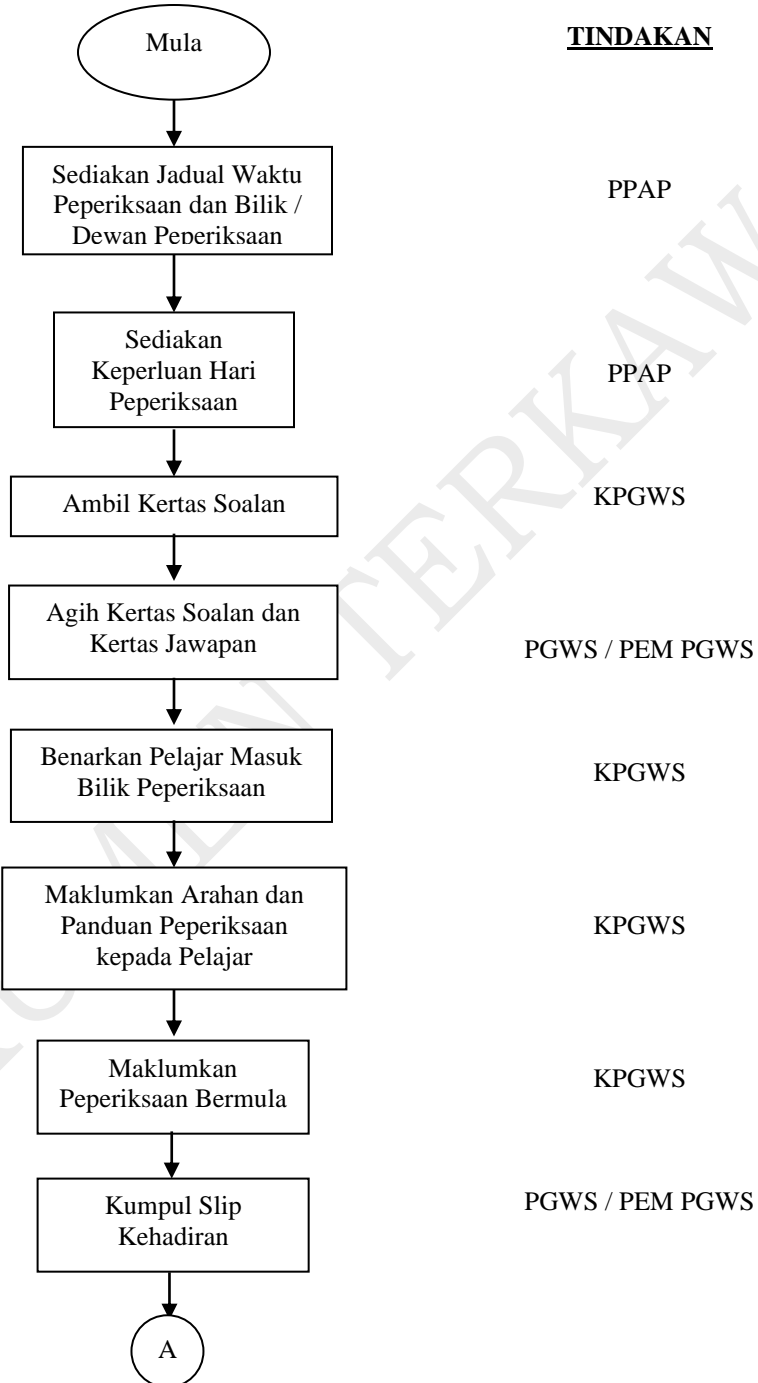 Mula
TINDAKAN
Sediakan Jadual Waktu
Peperiksaan dan Bilik /
Dewan Peperiksaan
PPAP
Sediakan
Keperluan Hari
Peperiksaan
PPAP
Ambil Kertas Soalan
KPGWS
Agih Kertas Soalan dan
Kertas Jawapan
PGWS / PEM PGWS
Benarkan Pelajar Masuk
Bilik Peperiksaan
KPGWS
Maklumkan Arahan dan
Panduan Peperiksaan
kepada Pelajar
KPGWS
Maklumkan
Peperiksaan Bermula
KPGWS
Kumpul Slip
Kehadiran
PGWS / PEM PGWS
A